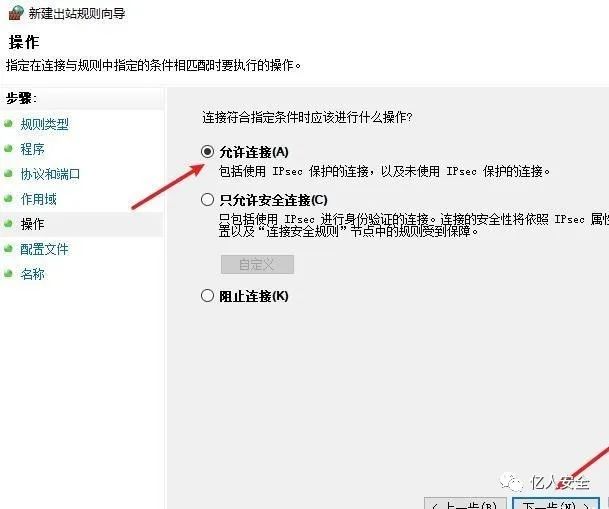 新建出站规则向导
操作
指定在连接与规则中指定的条件相匹配时要执行的操作。
步骤:
规则类型
程序
协议和端口
作用域
操作
配置文件
名称
连接符合指定条件时应该进行什么操作?
允许连接(A)
包括使用 IPsec 保护的连接，以及未使用 IPsec 保护的连接。
只允许安全连接(C)
只包括使用 IPsec 进行身份验证的连接。连接的安全性将依照 IPsec 属性
置以及“连接安全规则”节点中的规则受到保障。
自定义
阻止连接(K)
亿人安全
< 上一步(B)
下一步(N) >